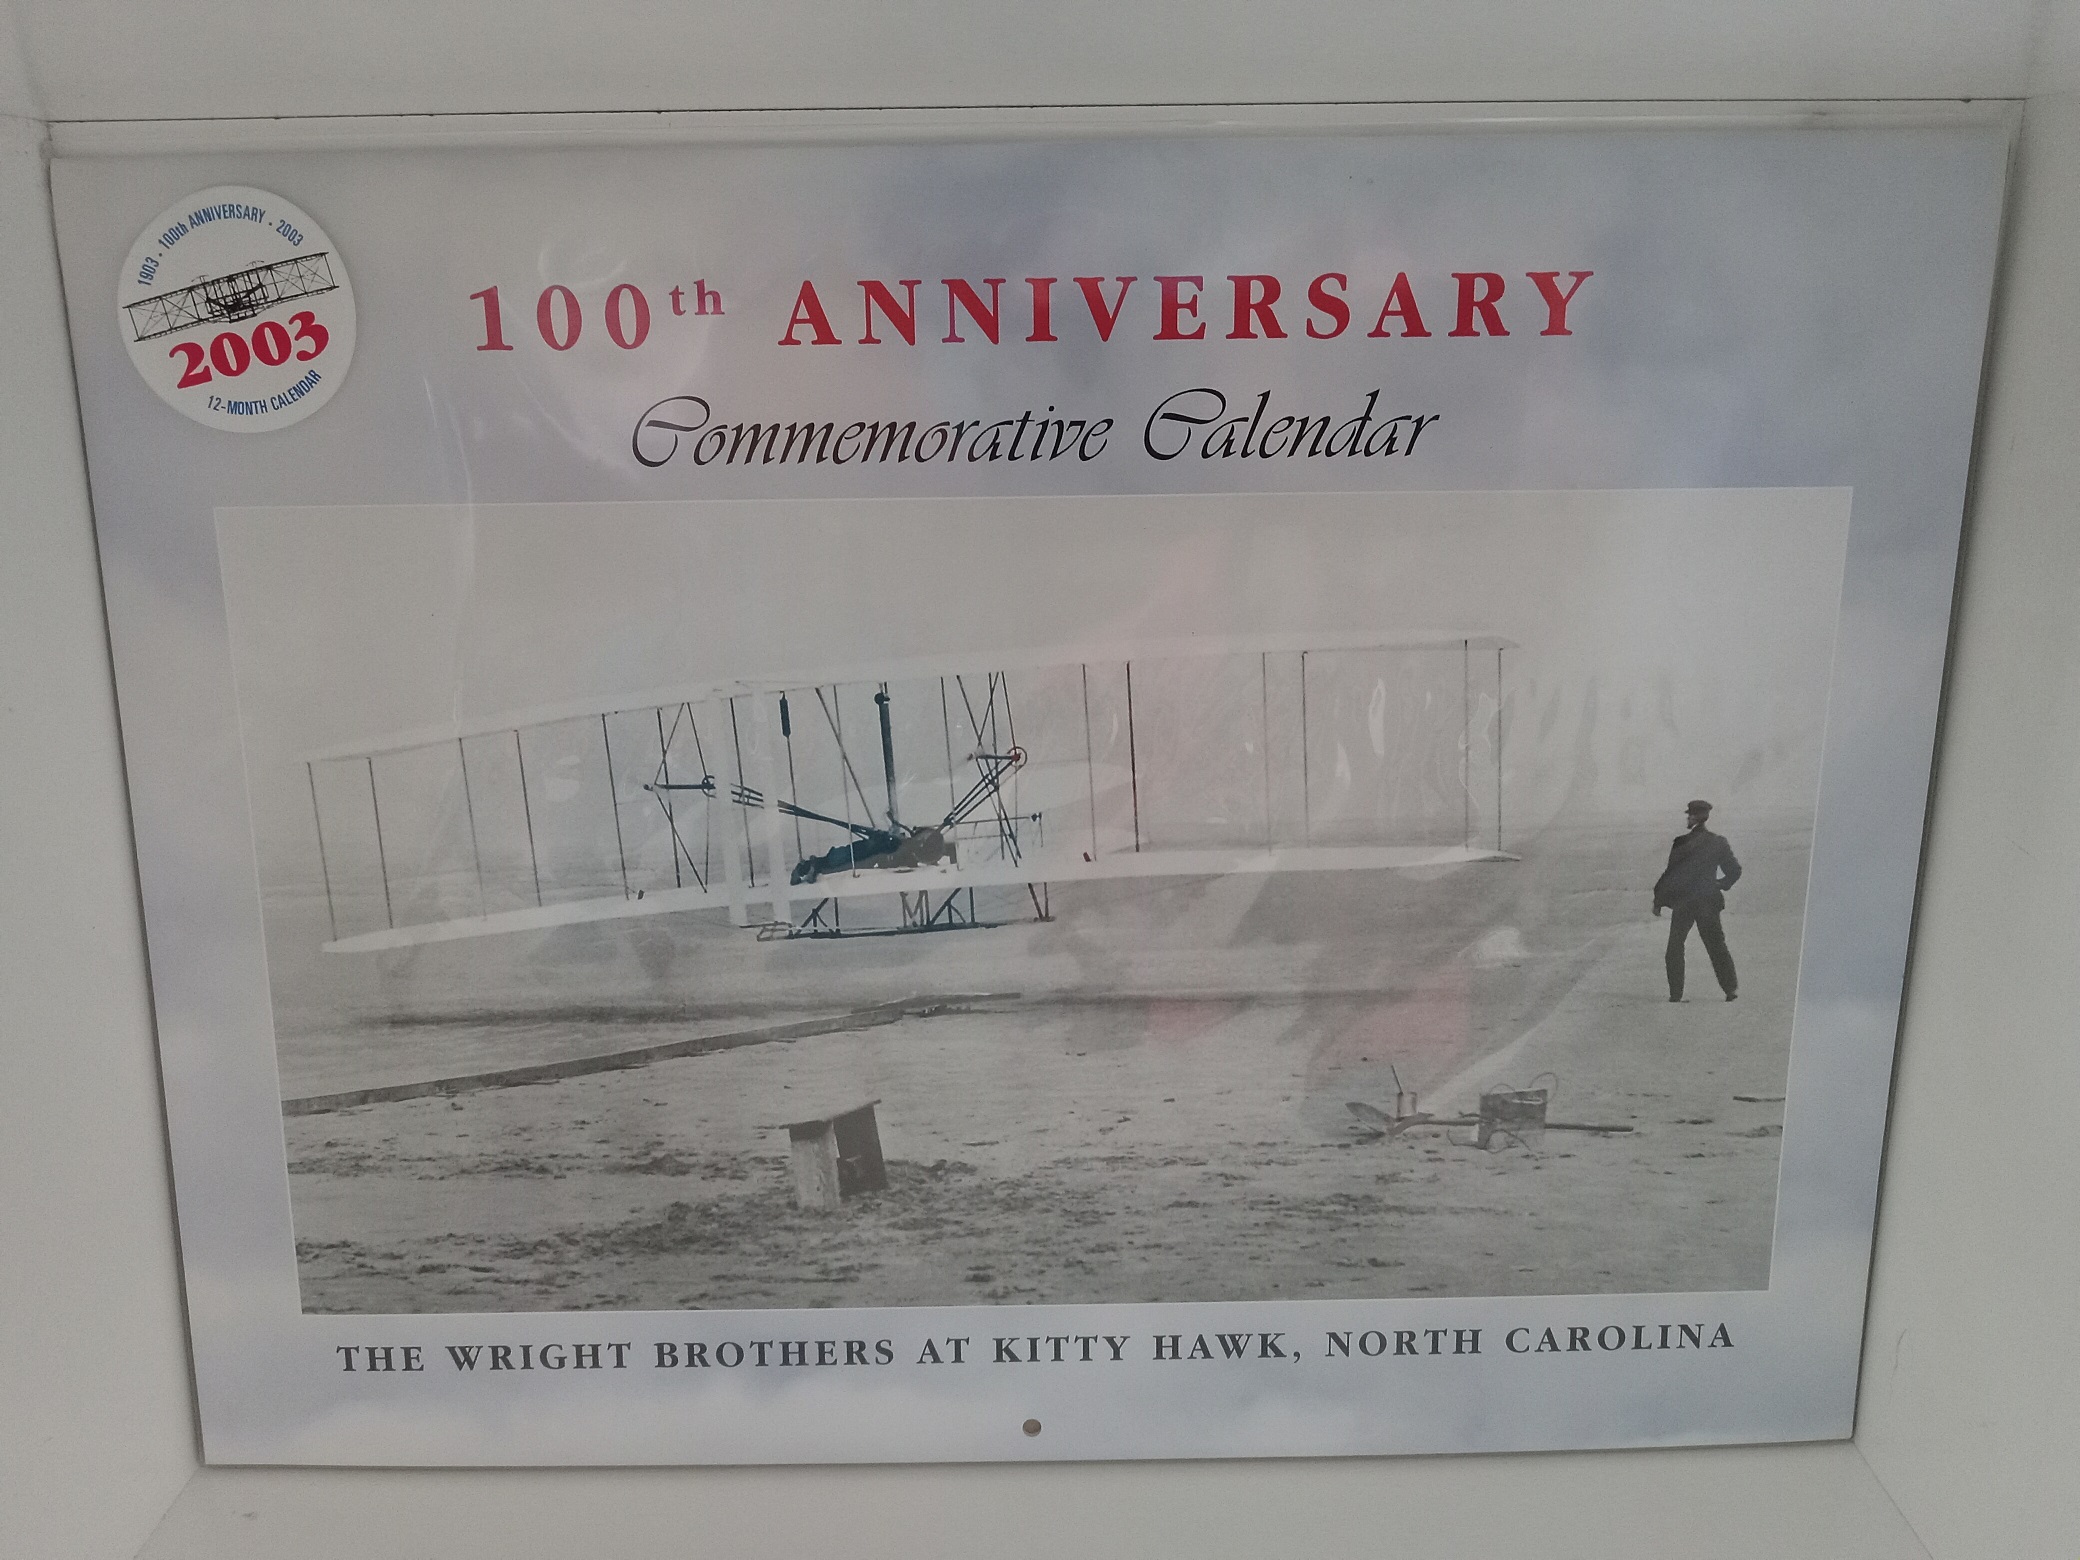 1903 - 100th ANNIVERSARY - 2003
2003
12-MONTH CALENDAR
100th ANNIVERSARY
Commemorative Calendar
THE WRIGHT BROTHERS AT KITTY HAWK, NORTH CAROLINA